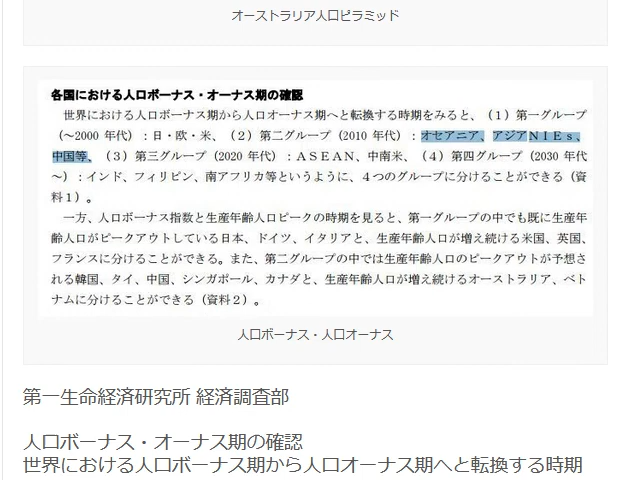 オーストラリア人口ピラミッド
各国における人口ボーナス・オーナス期の確認
世界における人口ボーナス期から人口オーナス期へと転換する時期をみると、（１）第一グループ
（～2000 年代）：日・欧・米、（２）第二グループ（2010 年代）：オセアニア、アジアＮＩＥｓ、
中国等、（３）第三グループ（2020 年代）：ＡＳＥＡＮ、中南米、（４）第四グループ（2030 年代
～）：インド、フィリピン、南アフリカ等というように、４つのグループに分けることができる（資
料１）。
一方、人口ボーナス指数と生産年齢人口ピークの時期を見ると、第一グループの中でも既に生産年
齢人口がピークアウトしている日本、ドイツ、イタリアと、生産年齢人口が増え続ける米国、英国、
フランスに分けることができる。また、第二グループの中では生産年齢人口のピークアウトが予想さ
れる韓国、タイ、中国、シンガポール、カナダと、生産年齢人口が増え続けるオーストラリア、ベト
ナムに分けることができる（資料２）。
人口ボーナス・人口オーナス
第一生命経済研究所 経済調査部
人口ボーナス・オーナス期の確認
世界における人口ボーナス期から人口オーナス期へと転換する時期